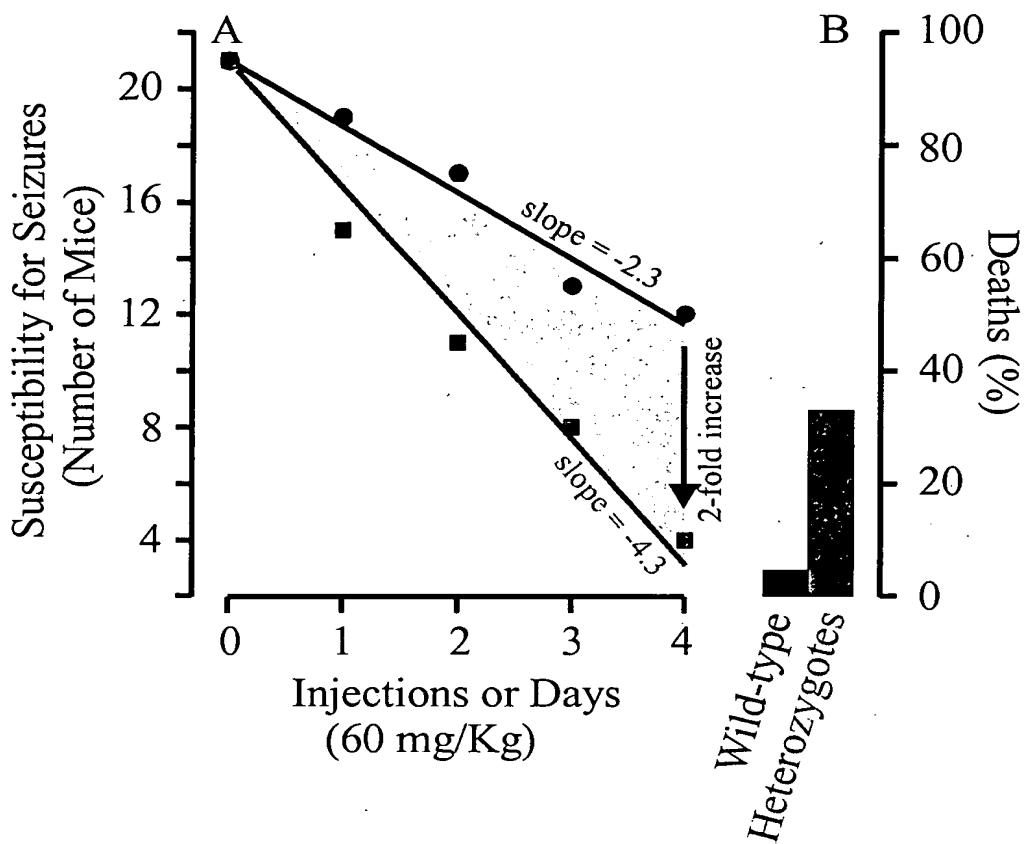 A
B
Susceptibility for Seizures
(Number of Mice)
20
16
12
8
4
slope = -2.3
slope = -4.3
2-fold increase
0
1
2
3
4
Injections or Days
(60 mg/Kg)
100
80
60
40
20
0
Deaths (%)
Wild-type
Heterozygotes